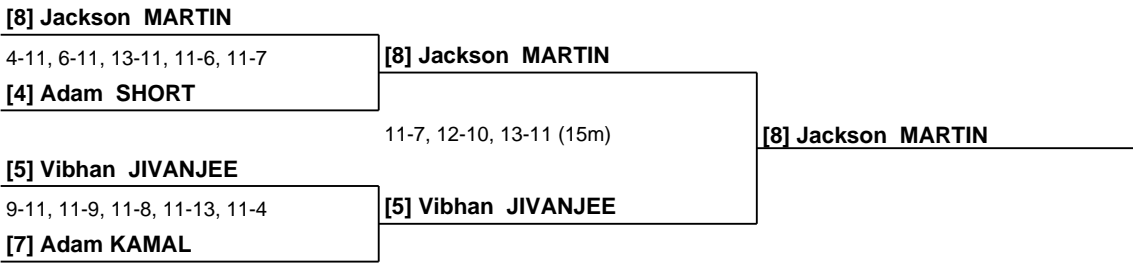 [8] Jackson MARTIN
4-11, 6-11, 13-11, 11-6, 11-7
[8] Jackson MARTIN
[4] Adam SHORT
11-7, 12-10, 13-11 (15m)
[8] Jackson MARTIN
[5] Vibhan JIVANJEE
9-11, 11-9, 11-8, 11-13, 11-4
[5] Vibhan JIVANJEE
[7] Adam KAMAL